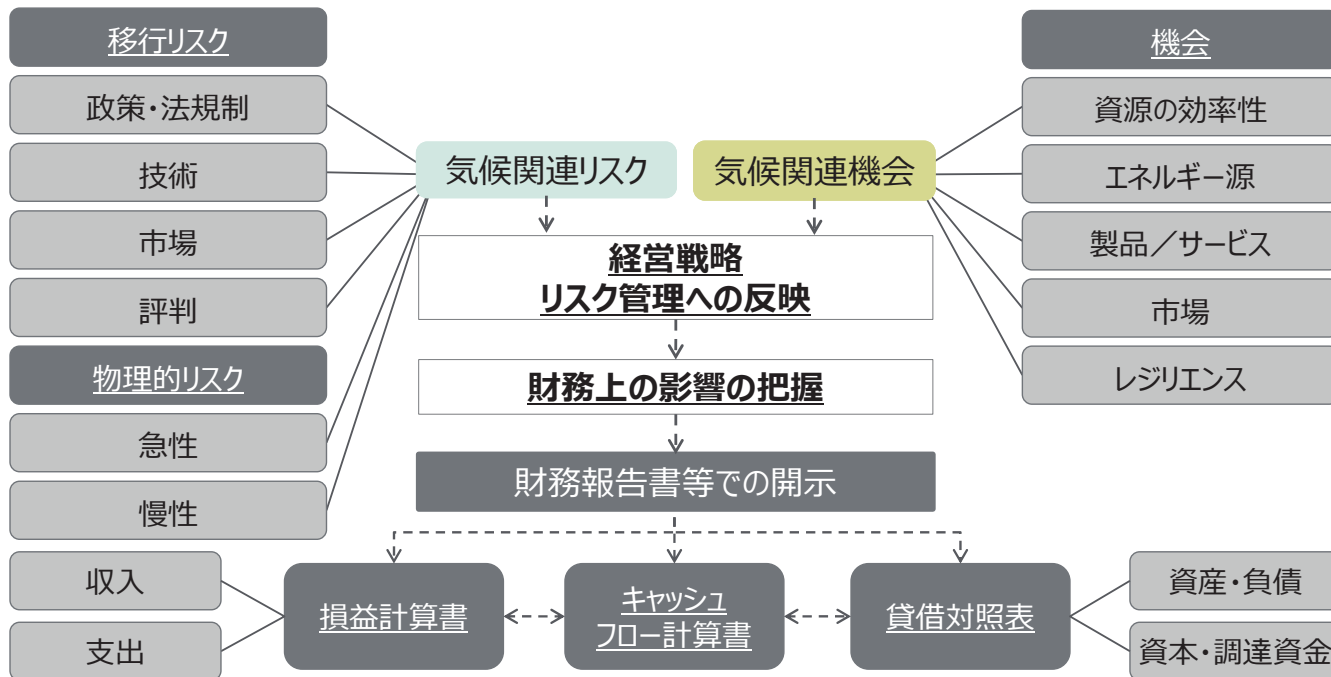 移行リスク
政策・法規制
技術
市場
評判
物理的リスク
急性
慢性
気候関連リスク
気候関連機会
機会
資源の効率性
エネルギー源
製品／サービス
市場
レジリエンス
経営戦略
リスク管理への反映
財務上の影響の把握
財務報告書等での開示
収入
支出
損益計算書
キャッシュ
フロー計算書
貸借対照表
資産・負債
資本・調達資金